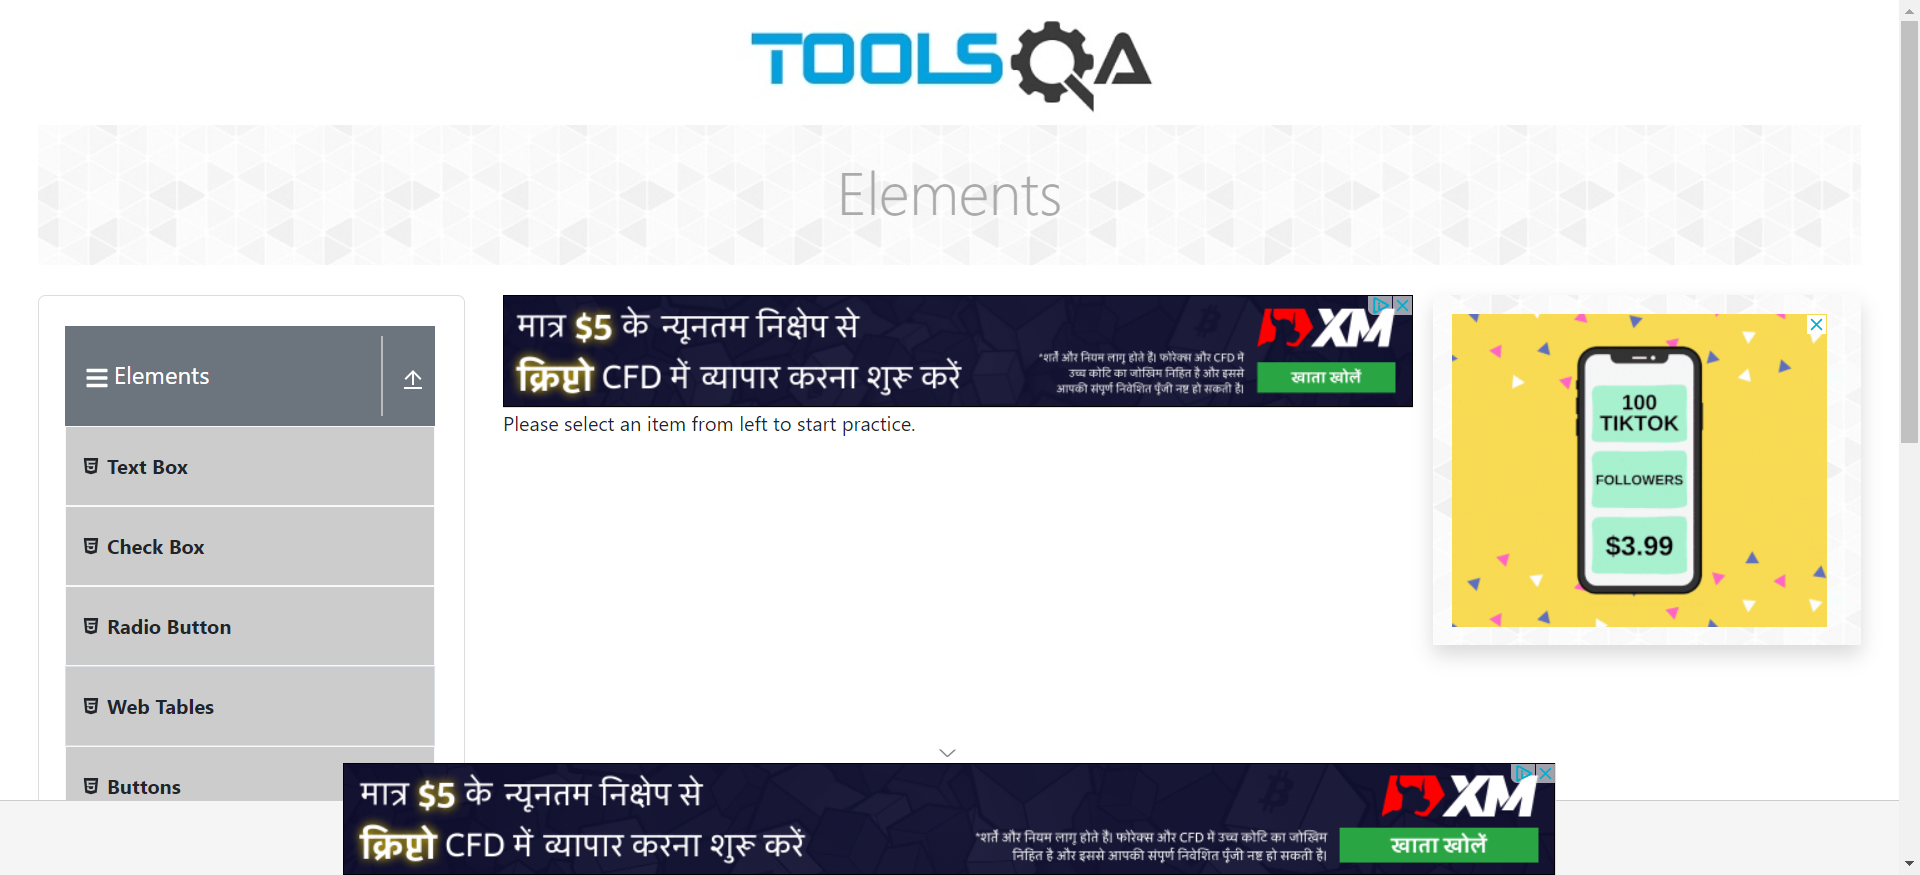 TOOLSQA
Elements
Elements
Text Box
Check Box
Radio Button
Web Tables
Buttons
मात्र $5 के न्यूनतम निक्षेप से
क्रिप्टो CFD में व्यापार करना शुरू करें
*शर्तें और नियम लागू होते हैं। फोरेक्स और CFD में
उच्च कोटि का जोखिम निहित है और इससे
आपकी संपूर्ण निवेशित पूँजी नष्ट हो सकती है।
XM
खाता खोलें
Please select an item from left to start practice.
100
TIKTOK
FOLLOWERS
$3.99
मात्र $5 के न्यूनतम निक्षेप से
क्रिप्टो CFD में व्यापार करना शुरू करें
*शर्तें और नियम लागू होते हैं। फोरेक्स और CFD में उच्च कोटि का जोखिम
निहित है और इससे आपकी संपूर्ण निवेशित पूँजी नष्ट हो सकती है।
XM
खाता खोलें